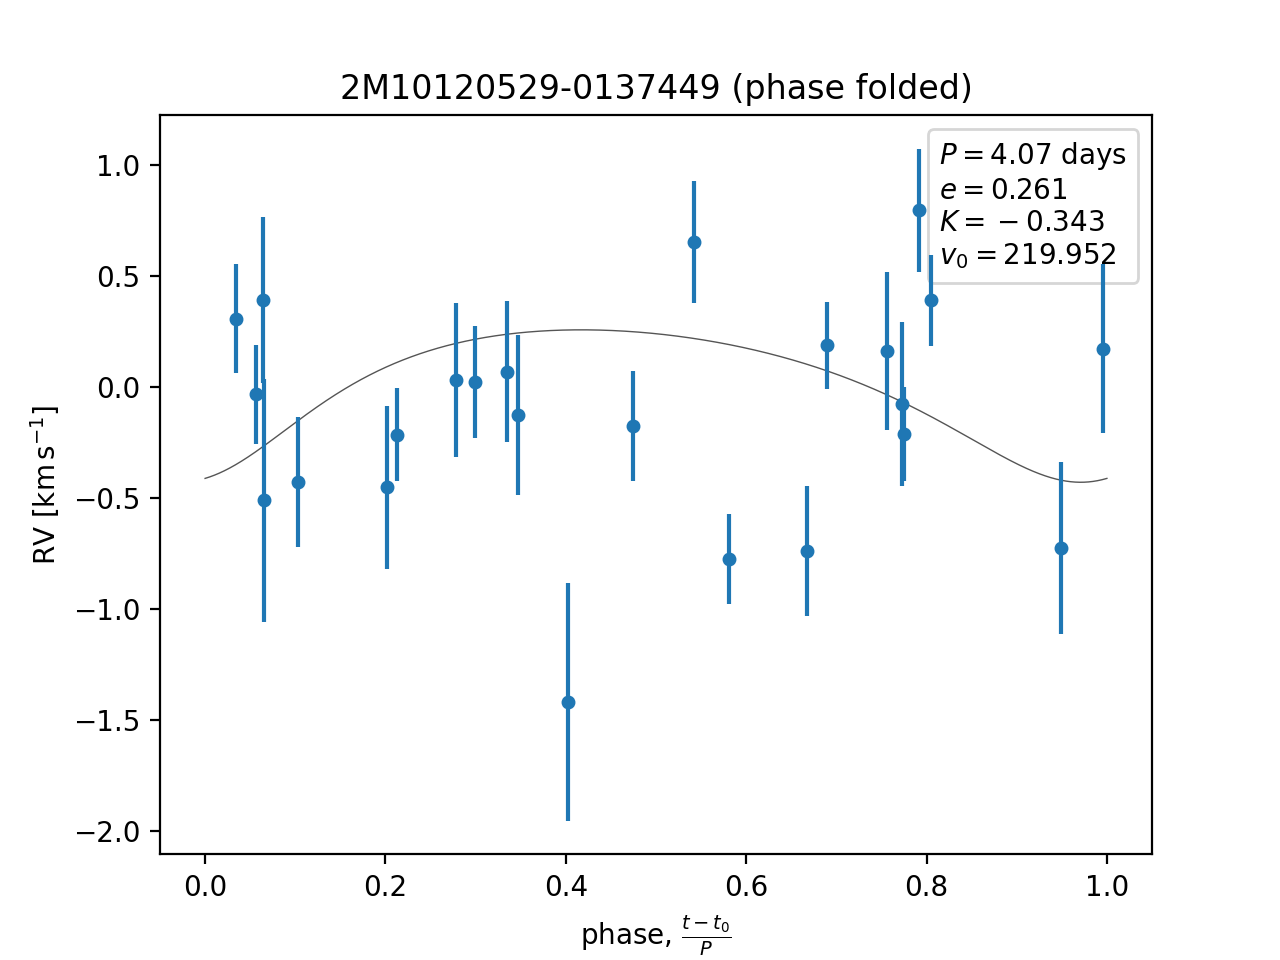 2M10120529-0137449 (phase folded)
P = 4.07 days
e = 0.261
K = −0.343
v₀ = 219.952
1.0
0.5
0.0
−0.5
−1.0
−1.5
−2.0
RV [km s⁻¹]
0.0 0.2 0.4 0.6 0.8 1.0
phase, (t − t₀)/P